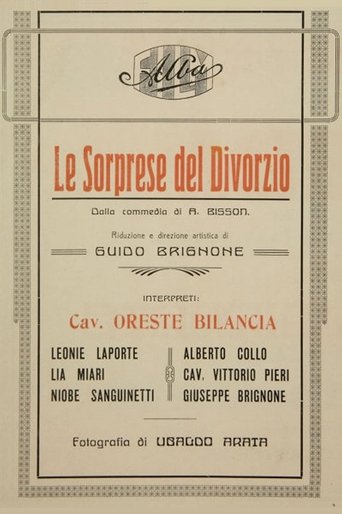 Alba
FILM
Le Sorprese del Divorzio
Dalla commedia di A. BISSON.
Riduzione e direzione artistica di
GUIDO BRIGNONE
INTERPRETI:
Cav. ORESTE BILANCIA
LEONIE LAPORTE
LIA MIARI
NIOBE SANGUINETTI
ALBERTO COLLO
CAV. VITTORIO PIERI
GIUSEPPE BRIGNONE
Fotografia di UBALDO ARATA